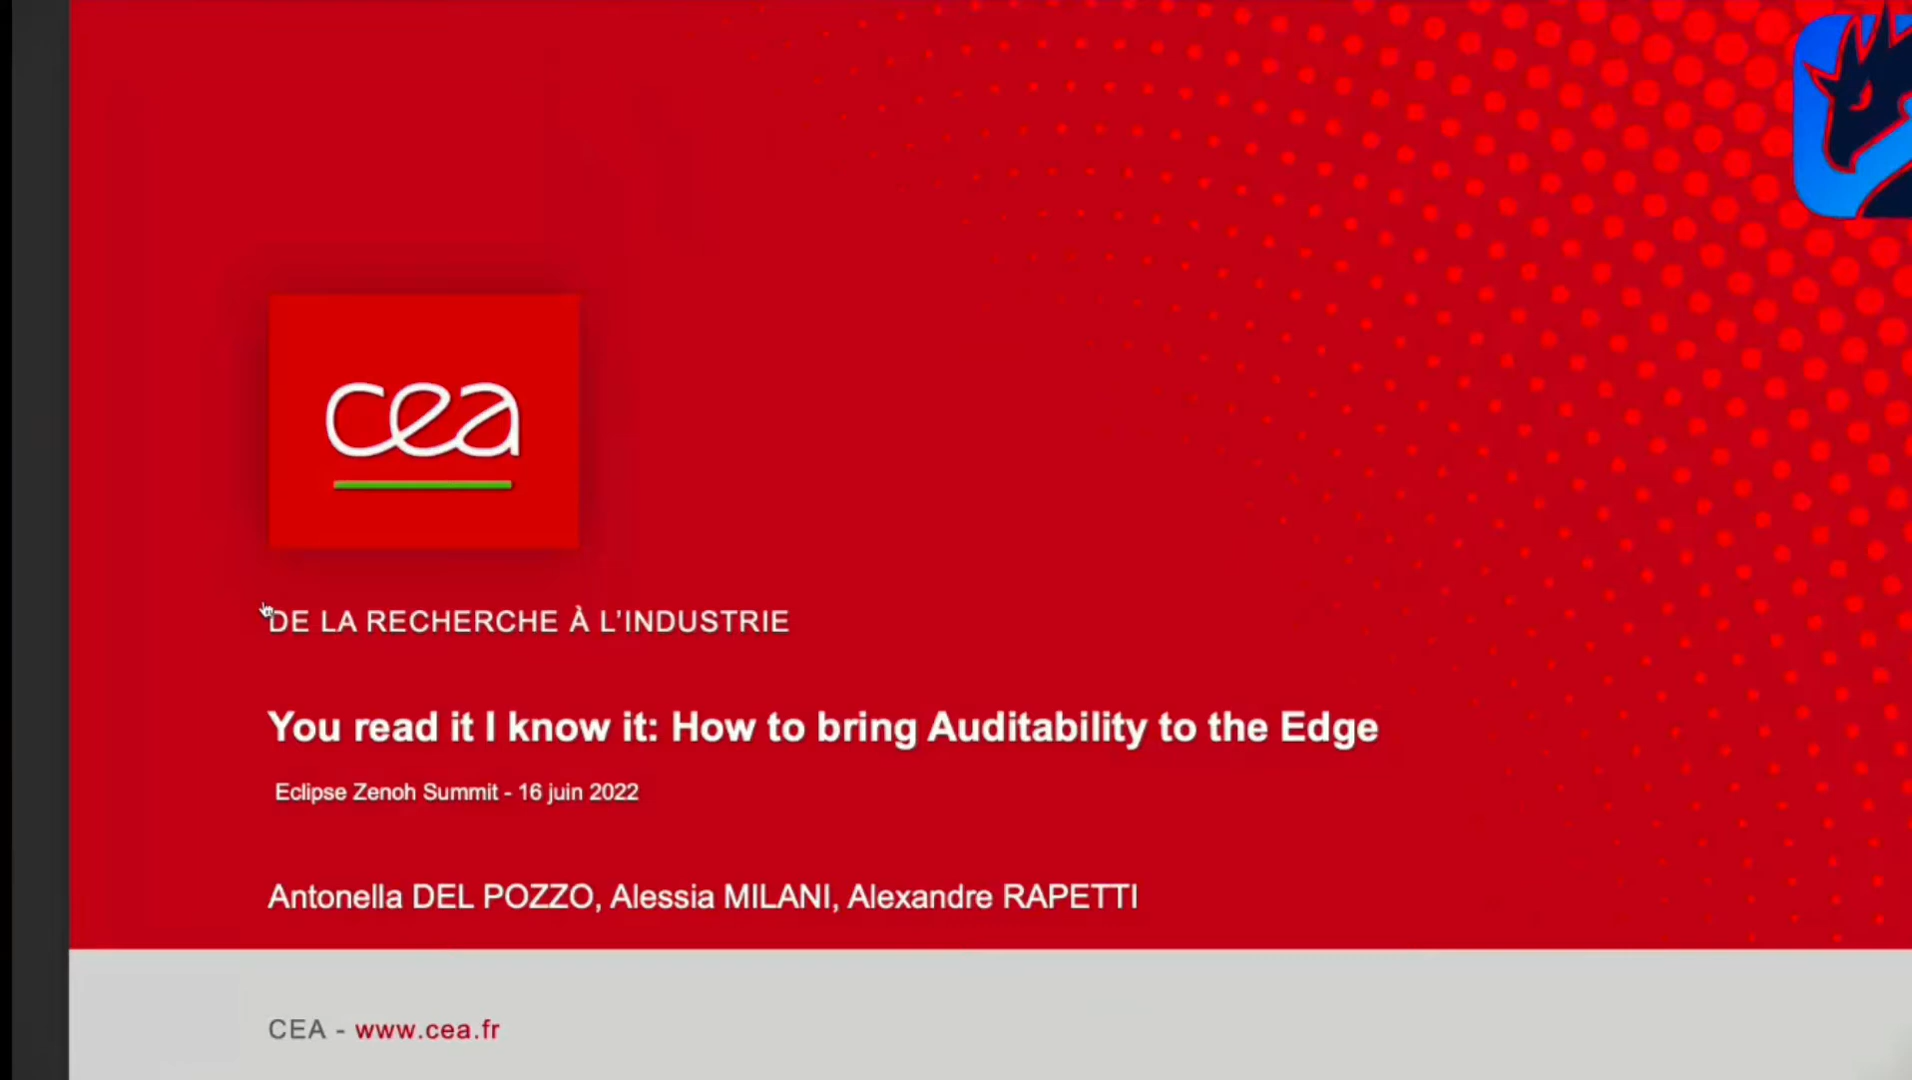 cea
DE LA RECHERCHE À L’INDUSTRIE
You read it I know it: How to bring Auditability to the Edge
Eclipse Zenoh Summit - 16 juin 2022
Antonella DEL POZZO, Alessia MILANI, Alexandre RAPETTI
CEA - www.cea.fr